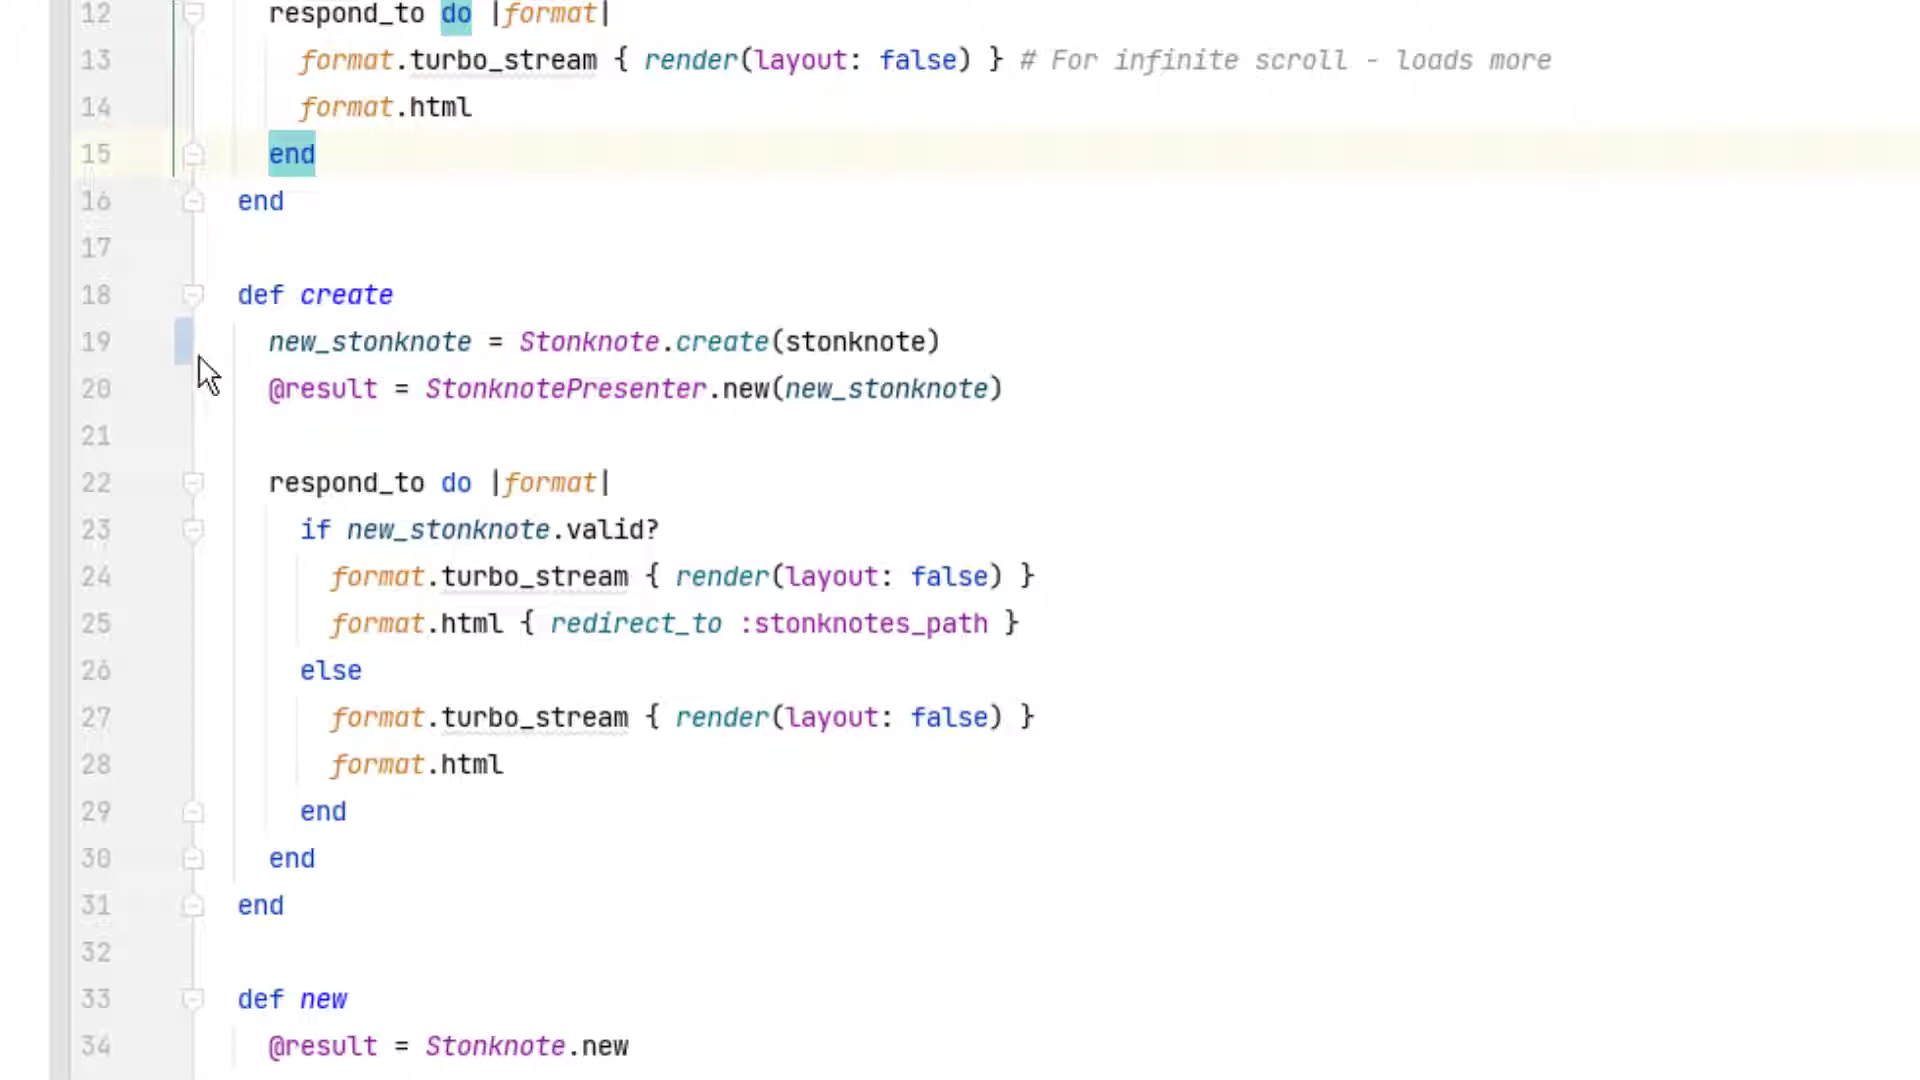 12 respond_to do |format|
13 format.turbo_stream { render(layout: false) } # For infinite scroll - loads more
14 format.html
15 end
16 end
17
18 def create
19 new_stonknote = Stonknote.create(stonknote)
20 @result = StonknotePresenter.new(new_stonknote)
21
22 respond_to do |format|
23 if new_stonknote.valid?
24 format.turbo_stream { render(layout: false) }
25 format.html { redirect_to :stonknotes_path }
26 else
27 format.turbo_stream { render(layout: false) }
28 format.html
29 end
30 end
31 end
32
33 def new
34 @result = Stonknote.new